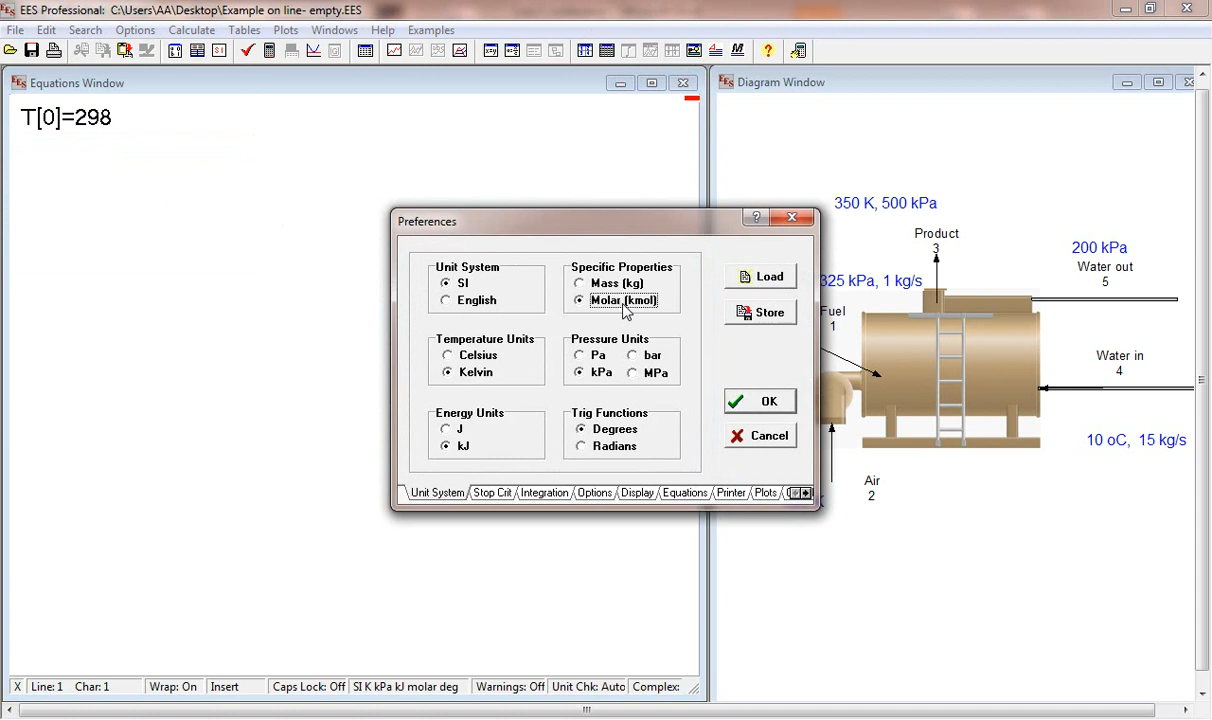 EES Professional: C:\Users\AA\Desktop\Example on line- empty.EES
File Edit Search Options Calculate Tables Plots Windows Help Examples
Equations Window
T[0]=298
Diagram Window
350 K, 500 kPa
Product
3
200 kPa
Water out
5
325 kPa, 1 kg/s
Fuel
1
Water in
4
10 oC, 15 kg/s
Air
2
Preferences
Unit System
SI
English
Specific Properties
Mass (kg)
Molar (kmol)
Temperature Units
Celsius
Kelvin
Pressure Units
Pa
bar
kPa
MPa
Energy Units
J
kJ
Trig Functions
Degrees
Radians
Load
Store
OK
Cancel
Unit System Stop Crit Integration Options Display Equations Printer Plots
X Line: 1 Char: 1 Wrap: On Insert Caps Lock: Off SI K kPa kJ molar deg Warnings: Off Unit Chk: Auto Complex: